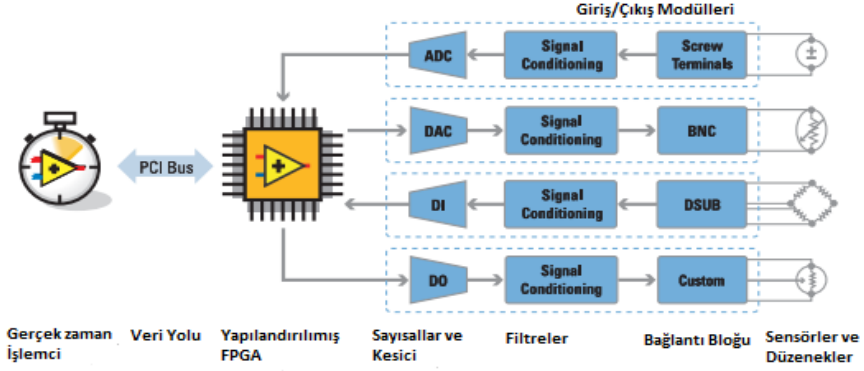 Giriş/Çıkış Modülleri
ADC
Signal
Conditioning
Screw
Terminals
PCI Bus
DAC
Signal
Conditioning
BNC
DI
Signal
Conditioning
DSUB
DO
Signal
Conditioning
Custom
Gerçek zaman
İşlemci
Veri Yolu
Yapılandırılımış
FPGA
Sayısallar ve
Kesici
Filtreler
Bağlantı Bloğu
Sensörler ve
Düzenekler